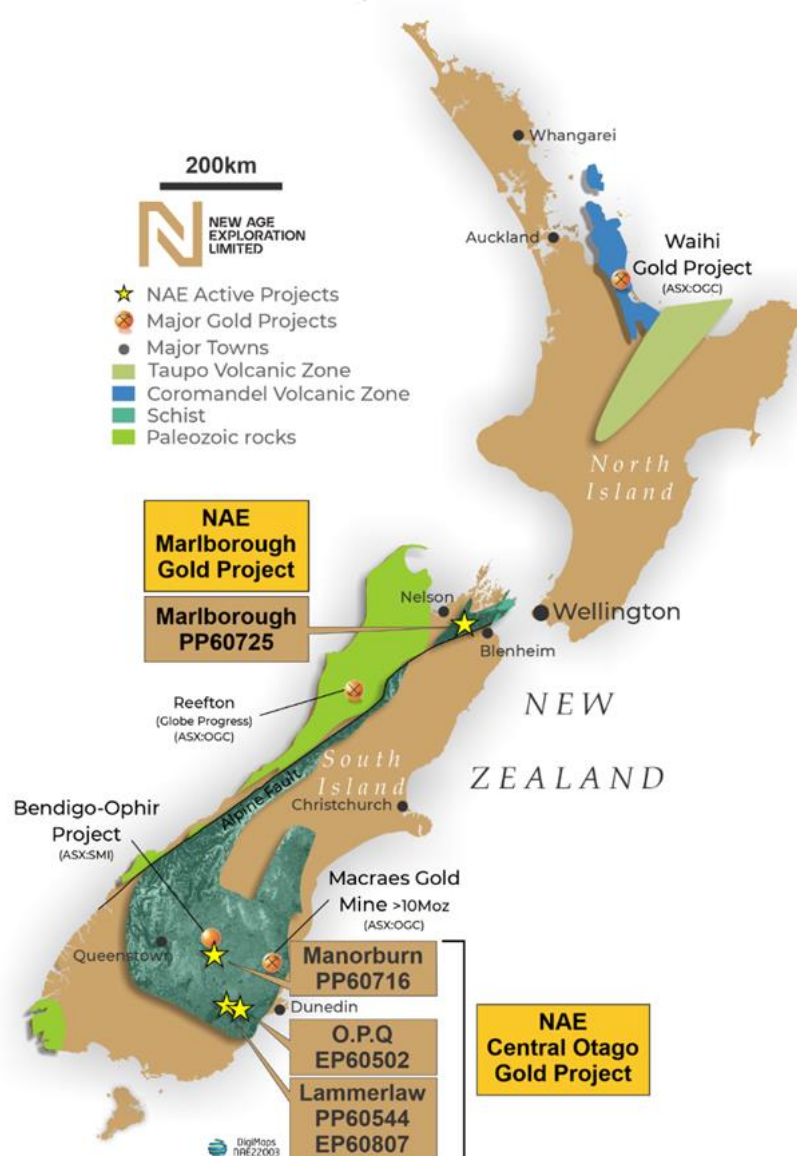 200km
NEW AGE
EXPLORATION
LIMITED
NAE Active Projects
Major Gold Projects
Major Towns
Taupo Volcanic Zone
Coromandel Volcanic Zone
Schist
Paleozoic rocks
Whangarei
Auckland
Waihi
Gold Project
(ASX:OGC)
North
Island
NAE
Marlborough
Gold Project
Marlborough
PP60725
Nelson
Wellington
Blenheim
Reefton
(Globe Progress)
(ASX:OGC)
NEW
ZEALAND
South
Island
Alpine Fault
Christchurch
Bendigo-Ophir
Project
(ASX:SMI)
Macraes Gold
Mine >10Moz
(ASX:OGC)
Queenstown
Manorburn
PP60716
Dunedin
O.P.Q
EP60502
Lammerlaw
PP60544
EP60807
NAE
Central Otago
Gold Project
DigiMaps
NAE22003